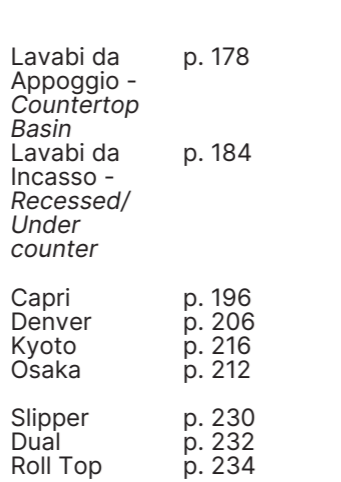 Lavabi da p. 178
Appoggio -
Countertop
Basin
Lavabi da p. 184
Incasso -
Recessed/
Under
counter
Capri p. 196
Denver p. 206
Kyoto p. 216
Osaka p. 212
Slipper p. 230
Dual p. 232
Roll Top p. 234